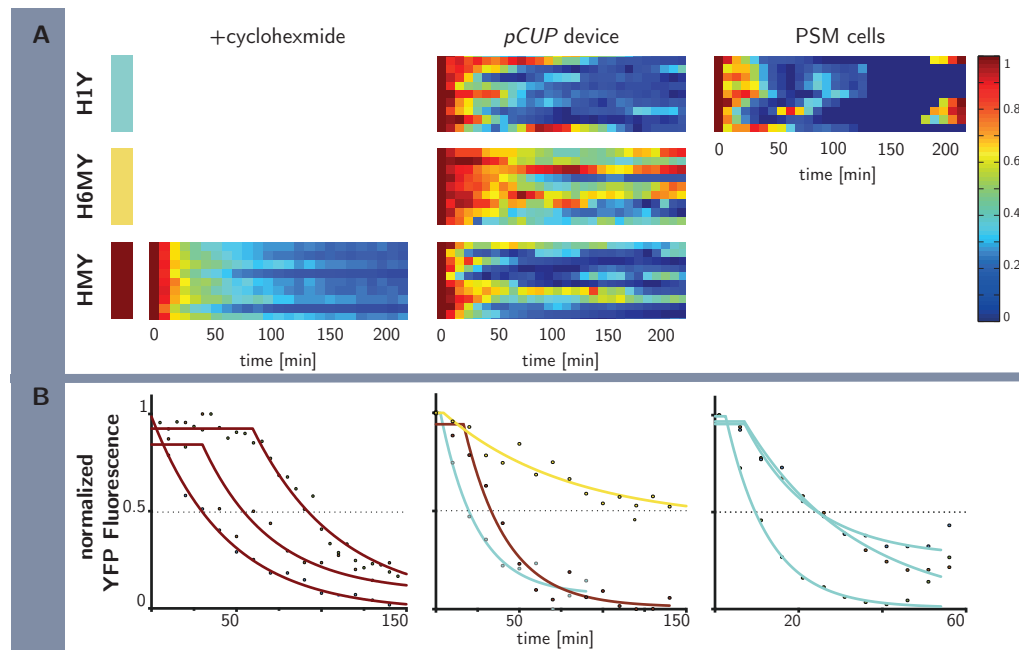 A
+cyclohexmide
pCUP device
PSM cells
H1Y
H6MY
HMY
1
0.8
0.6
0.4
0.2
0
0 50 100 150 200
time [min]
0 50 100 150 200
time [min]
0 50 100 200
time [min]
B
normalized
YFP Fluorescence
1
0.5
0
50 150
50 150
time [min]
20 60